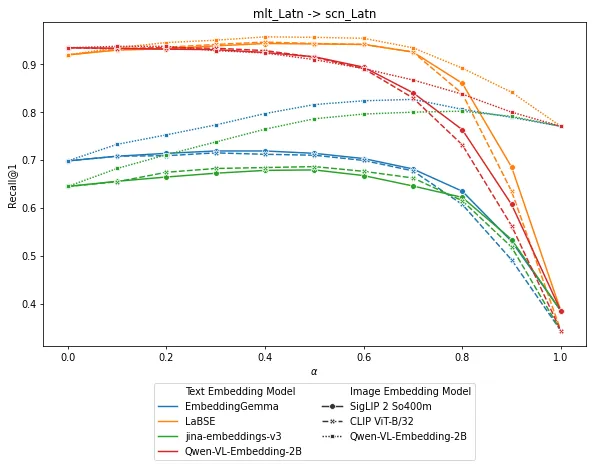 mlt_Latn -> scn_Latn
Recall@1
0.9
0.8
0.7
0.6
0.5
0.4
0.0 0.2 0.4 0.6 0.8 1.0
α
Text Embedding Model Image Embedding Model
EmbeddingGemma SigLIP 2 So400m
LaBSE CLIP ViT-B/32
jina-embeddings-v3 Qwen-VL-Embedding-2B
Qwen-VL-Embedding-2B